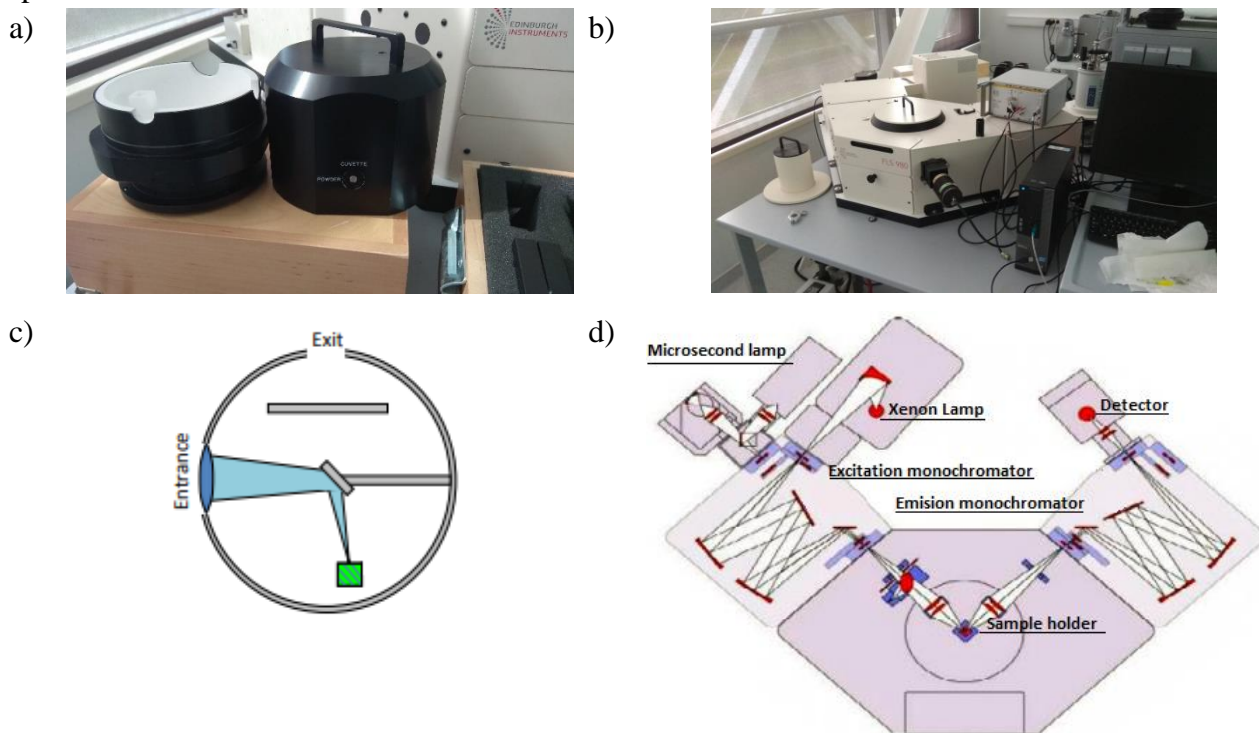 a)
EDINBURGH
INSTRUMENTS
CUVETTE
POWDER
b)
FLS 980
c)
Exit
Entrance
d)
Microsecond lamp
Xenon Lamp
Detector
Excitation monochromator
Emision monochromator
Sample holder